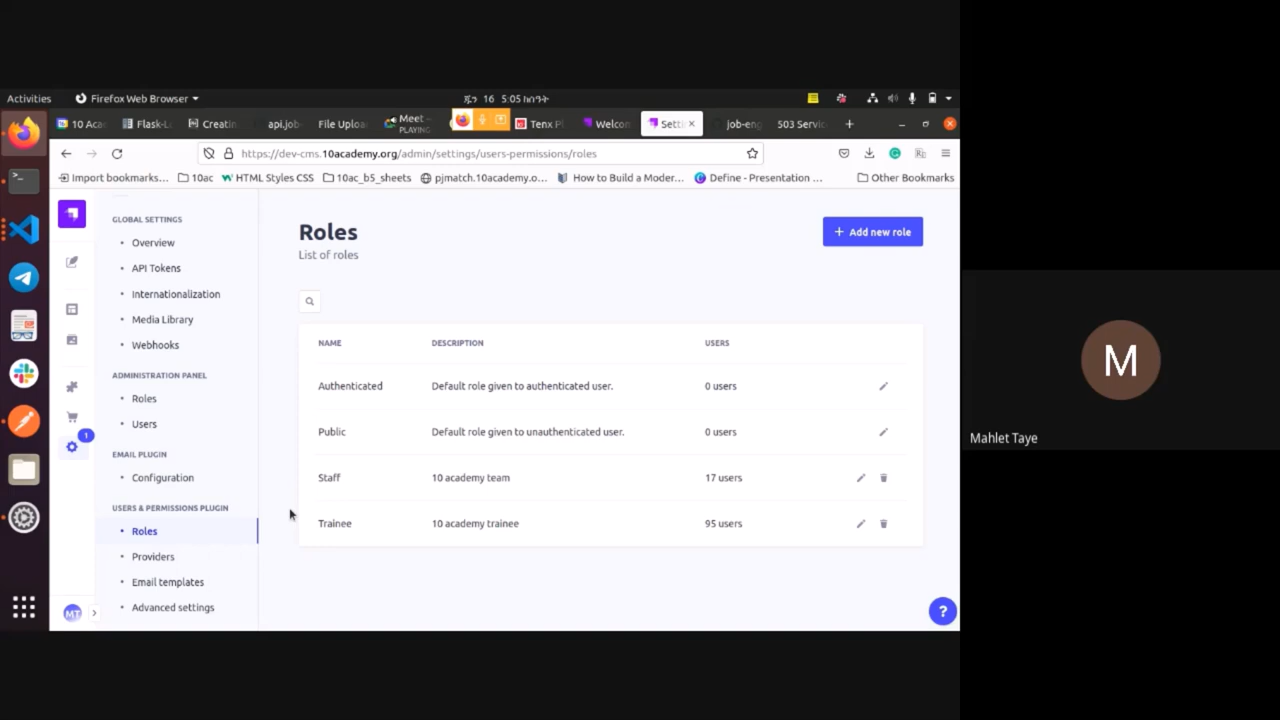 Activities
Firefox Web Browser
16 5:05
10 Aca
Flask-L
Creatin
api.job
File Uploa
Meet -
PLAYING
Tenx P
Welco
Setti
job-en
503 Servic
https://dev-cms.10academy.org/admin/settings/users-permissions/roles
Import bookmarks...
10ac
HTML Styles CSS
10ac_b5_sheets
pjmatch.10academy.o...
How to Build a Moder...
Define - Presentation ...
Other Bookmarks
GLOBAL SETTINGS
Overview
API Tokens
Internationalization
Media Library
Webhooks
ADMINISTRATION PANEL
Roles
Users
1
EMAIL PLUGIN
Configuration
USERS & PERMISSIONS PLUGIN
Roles
Providers
Email templates
Advanced settings
MT
Roles
List of roles
+ Add new role
NAME DESCRIPTION USERS
Authenticated Default role given to authenticated user. 0 users
Public Default role given to unauthenticated user. 0 users
Staff 10 academy team 17 users
Trainee 10 academy trainee 95 users
?
M
Mahlet Taye